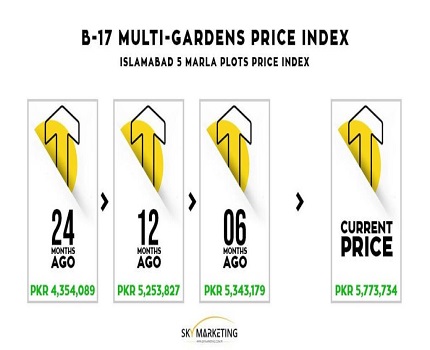 B-17 MULTI-GARDENS PRICE INDEX
ISLAMABAD 5 MARLA PLOTS PRICE INDEX
24
MONTHS
AGO
PKR 4,354,089
12
MONTHS
AGO
PKR 5,253,827
06
MONTHS
AGO
PKR 5,343,179
CURRENT
PRICE
PKR 5,773,734
SKYMARKETING